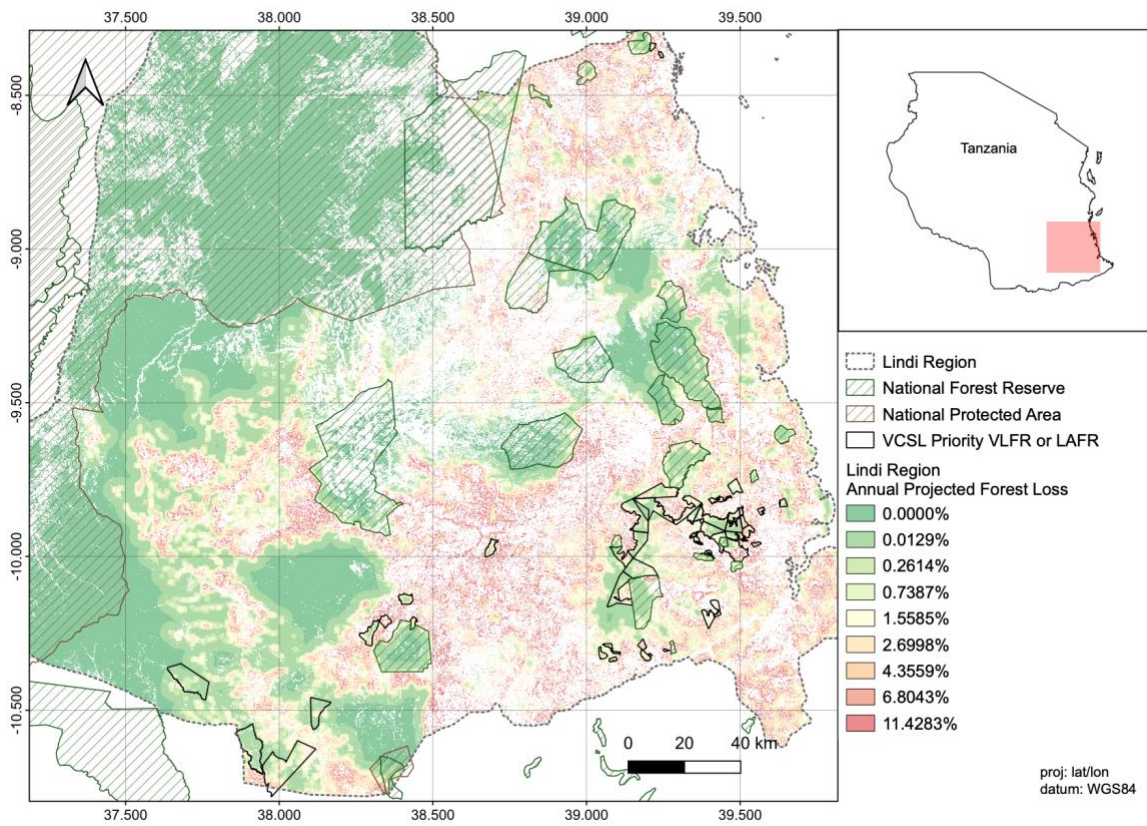 37.500 38.000 38.500 39.000 39.500
-8.500
-9.000
-9.500
-10.000
-10.500
0 20 40 km
37.500 38.000 38.500 39.000 39.500
Tanzania
Lindi Region
National Forest Reserve
National Protected Area
VCSL Priority VLFR or LAFR
Lindi Region
Annual Projected Forest Loss
0.0000%
0.0129%
0.2614%
0.7387%
1.5585%
2.6998%
4.3559%
6.8043%
11.4283%
proj: lat/lon
datum: WGS84